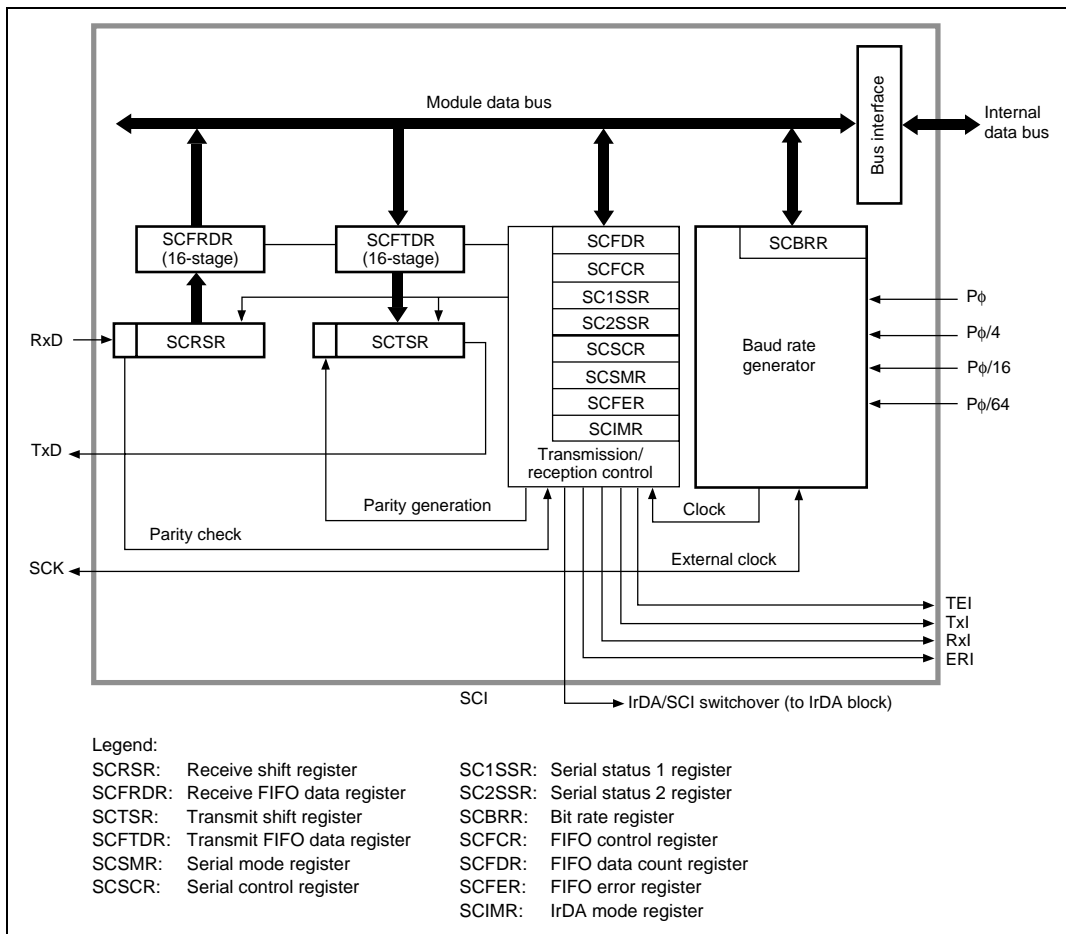 Module data bus
Bus interface
Internal
data bus
SCFRDR
(16-stage)
SCFTDR
(16-stage)
SCFDR
SCFCR
SC1SSR
SC2SSR
SCSCR
SCSMR
SCFER
SCIMR
Transmission/
reception control
SCBRR
Baud rate
generator
Pϕ
Pϕ/4
Pϕ/16
Pϕ/64
RxD
SCRSR
SCTSR
TxD
Parity generation
Clock
Parity check
SCK
External clock
TEI
TxI
RxI
ERI
SCI
IrDA/SCI switchover (to IrDA block)
Legend:
SCRSR: Receive shift register
SCFRDR: Receive FIFO data register
SCTSR: Transmit shift register
SCFTDR: Transmit FIFO data register
SCSMR: Serial mode register
SCSCR: Serial control register
SC1SSR: Serial status 1 register
SC2SSR: Serial status 2 register
SCBRR: Bit rate register
SCFCR: FIFO control register
SCFDR: FIFO data count register
SCFER: FIFO error register
SCIMR: IrDA mode register